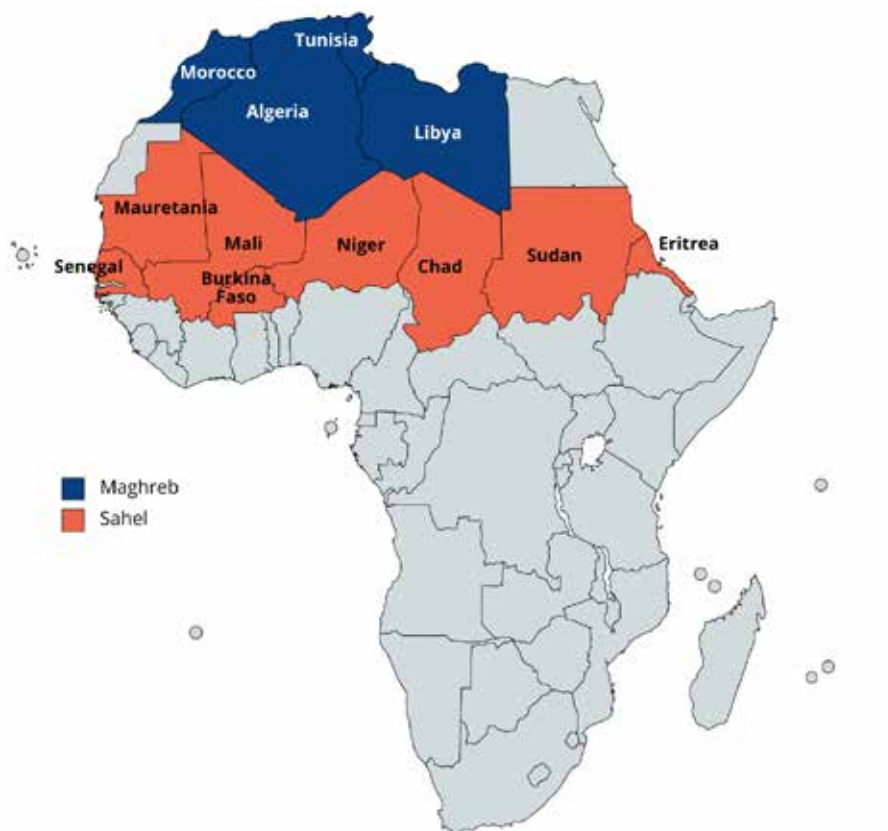 Tunisia
Morocco
Algeria
Libya
Mauretania
Mali
Niger
Chad
Sudan
Eritrea
Senegal
Burkina
Faso
Maghreb
Sahel